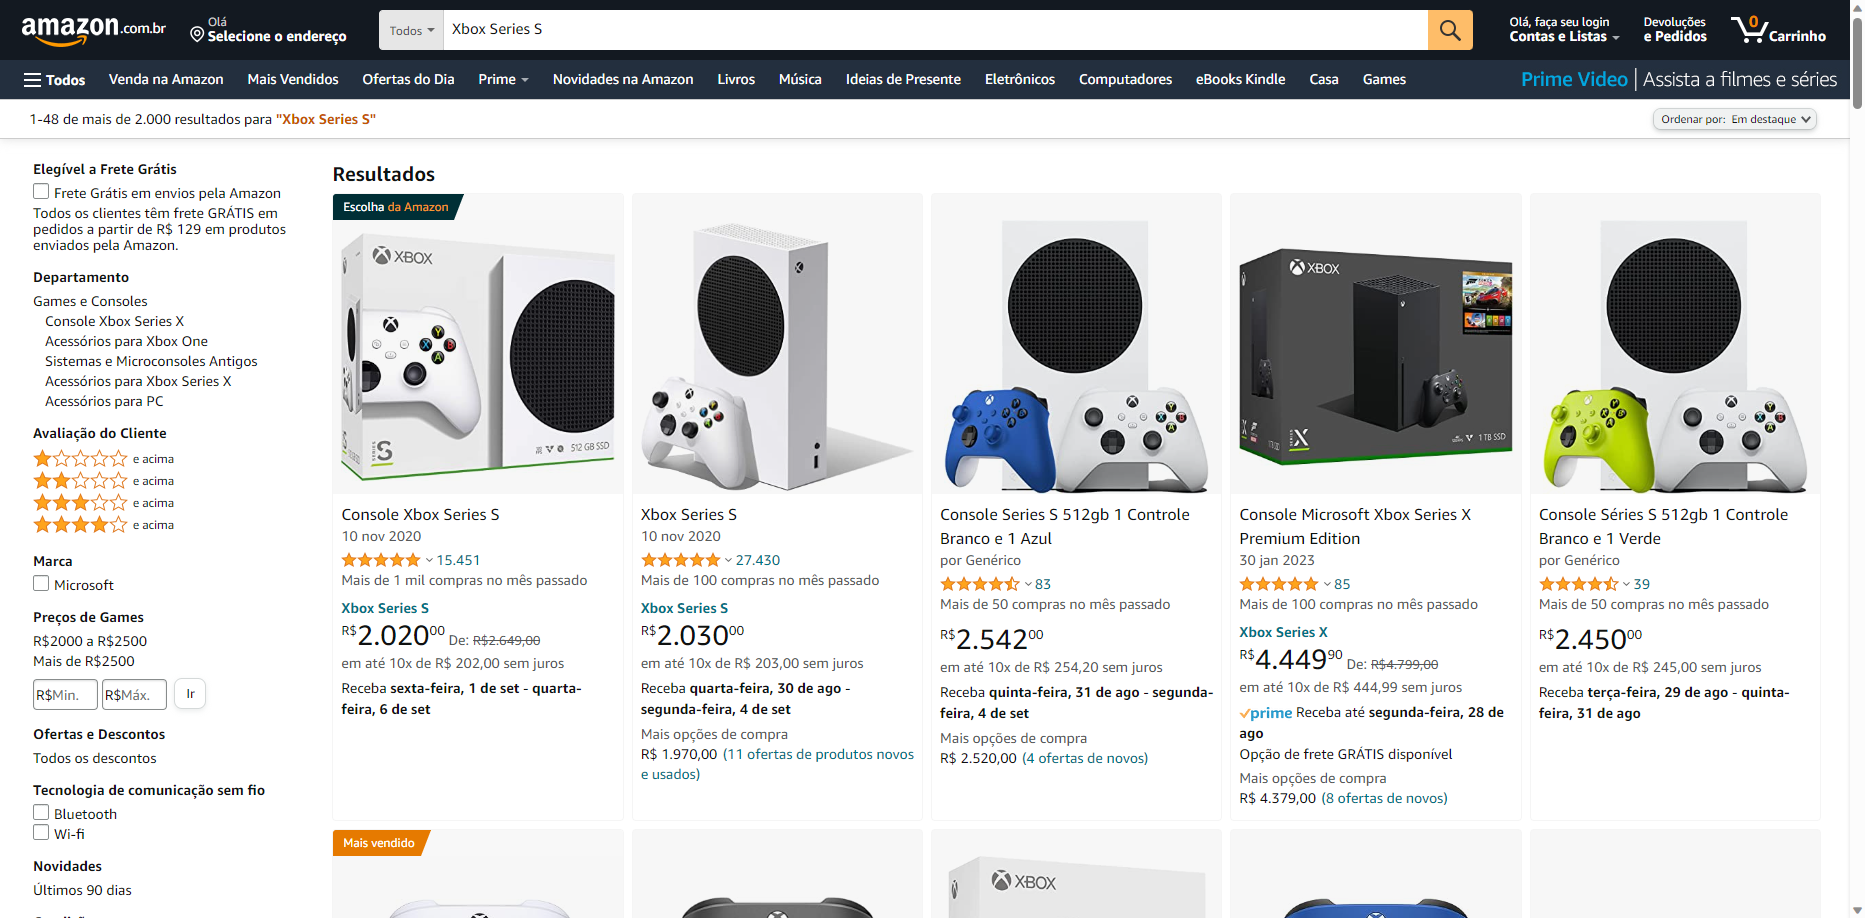 amazon.com.br
Olá
Selecione o endereço
Todos
Xbox Series S
Olá, faça seu login
Contas e Listas
Devoluções
e Pedidos
0
Carrinho
Todos
Venda na Amazon
Mais Vendidos
Ofertas do Dia
Prime
Novidades na Amazon
Livros
Música
Ideias de Presente
Eletrônicos
Computadores
eBooks Kindle
Casa
Games
Prime Video | Assista a filmes e séries
1-48 de mais de 2.000 resultados para "Xbox Series S"
Ordenar por: Em destaque
Elegível a Frete Grátis
Frete Grátis em envios pela Amazon
Todos os clientes têm frete GRÁTIS em
pedidos a partir de R$ 129 em produtos
enviados pela Amazon.
Departamento
Games e Consoles
Console Xbox Series X
Acessórios para Xbox One
Sistemas e Microconsoles Antigos
Acessórios para Xbox Series X
Acessórios para PC
Avaliação do Cliente
e acima
e acima
e acima
e acima
Marca
Microsoft
Preços de Games
R$2000 a R$2500
Mais de R$2500
R$Mín.
R$Máx.
Ir
Ofertas e Descontos
Todos os descontos
Tecnologia de comunicação sem fio
Bluetooth
Wi-fi
Novidades
Últimos 90 dias
Resultados
Escolha da Amazon
XBOX
SERIES S
512 GB SSD
Console Xbox Series S
10 nov 2020
15.451
Mais de 1 mil compras no mês passado
Xbox Series S
R$2.02000 De: R$2.649,00
em até 10x de R$ 202,00 sem juros
Receba sexta-feira, 1 de set - quarta-
feira, 6 de set
Xbox Series S
10 nov 2020
27.430
Mais de 100 compras no mês passado
Xbox Series S
R$2.03000
em até 10x de R$ 203,00 sem juros
Receba quarta-feira, 30 de ago -
segunda-feira, 4 de set
Mais opções de compra
R$ 1.970,00 (11 ofertas de produtos novos
e usados)
Console Series S 512gb 1 Controle
Branco e 1 Azul
por Genérico
83
Mais de 50 compras no mês passado
R$2.54200
em até 10x de R$ 254,20 sem juros
Receba quinta-feira, 31 de ago - segunda-
feira, 4 de set
Mais opções de compra
R$ 2.520,00 (4 ofertas de novos)
XBOX
SERIES X
1 TB SSD
Console Microsoft Xbox Series X
Premium Edition
30 jan 2023
85
Mais de 100 compras no mês passado
Xbox Series X
R$4.44990 De: R$4.799,00
em até 10x de R$ 444,99 sem juros
prime Receba até segunda-feira, 28 de
ago
Opção de frete GRÁTIS disponível
Mais opções de compra
R$ 4.379,00 (8 ofertas de novos)
Console Séries S 512gb 1 Controle
Branco e 1 Verde
por Genérico
39
Mais de 50 compras no mês passado
R$2.45000
em até 10x de R$ 245,00 sem juros
Receba terça-feira, 29 de ago - quinta-
feira, 31 de ago
Mais vendido
XBOX